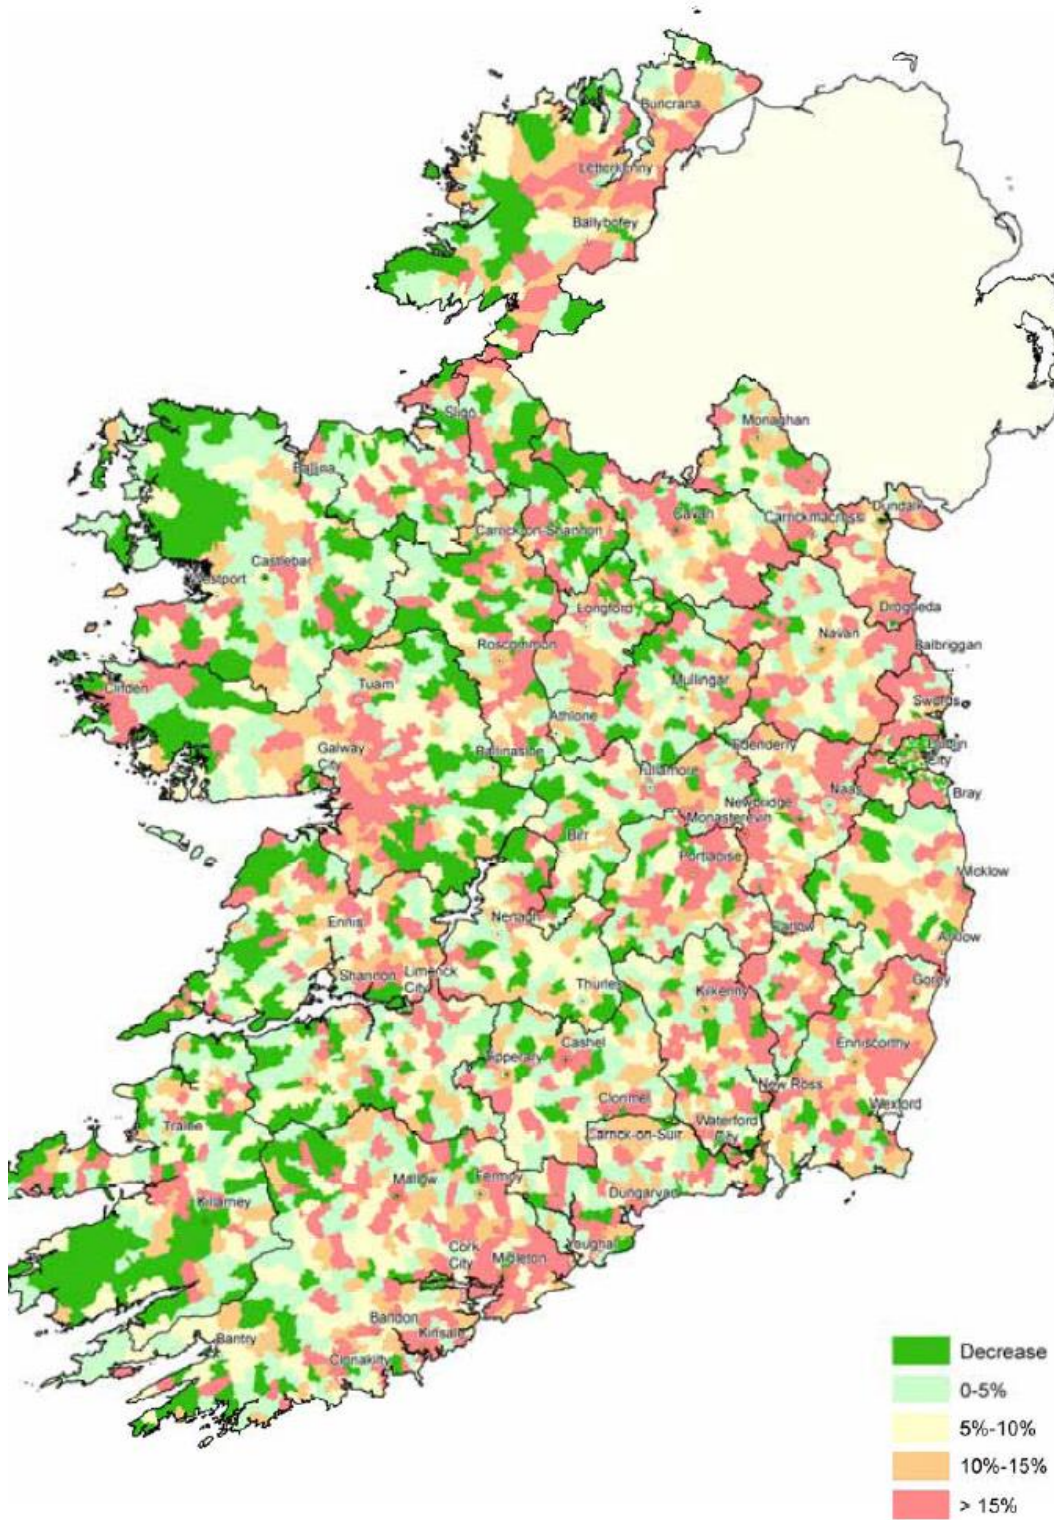 Buncrana
Letterkenny
Ballybofey
Sligo
Monaghan
Ballina
Cavan
Carrickmacross
Dundalk
Carrick-on-Shannon
Castlebar
Westport
Longford
Drogheda
Navan
Roscommon
Balbriggan
Clifden
Tuam
Mullingar
Swords
Athlone
Galway
City
Ballinasloe
Edenderry
Dublin
City
Tullamore
Newbridge
Naas
Bray
Monasterevin
Birr
Portlaoise
Wicklow
Ennis
Nenagh
Carlow
Arklow
Shannon
Limerick
City
Thurles
Kilkenny
Gorey
Cashel
Tipperary
Enniscorthy
Clonmel
New Ross
Wexford
Tralee
Carrick-on-Suir
Waterford
City
Mallow
Fermoy
Dungarvan
Killarney
Cork
City
Midleton
Youghal
Bandon
Kinsale
Bantry
Clonakilty
Decrease
0-5%
5%-10%
10%-15%
> 15%